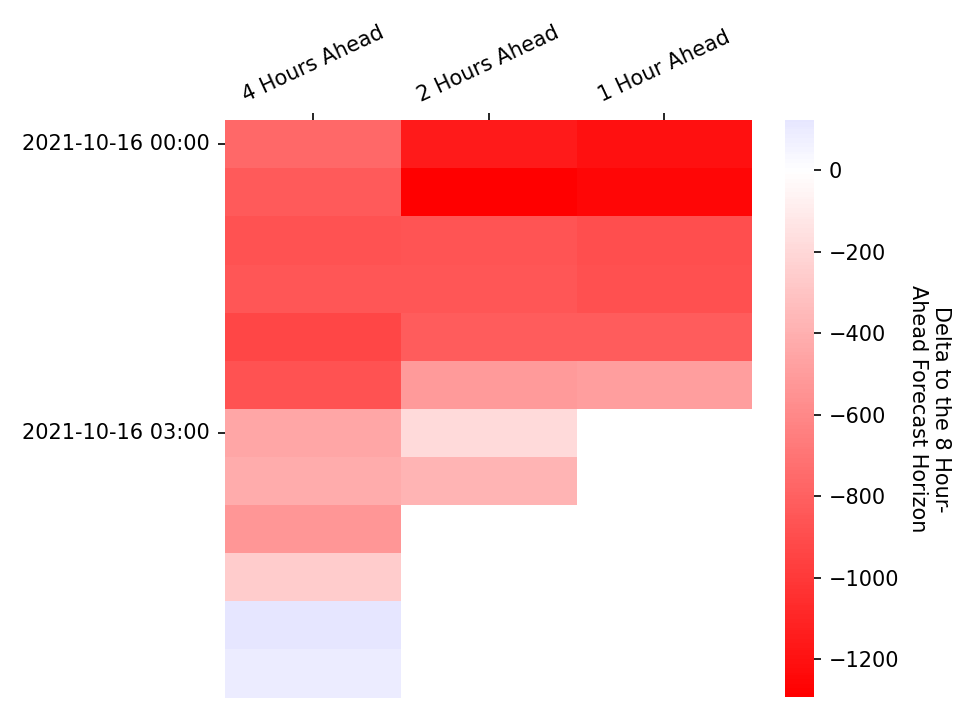 4 Hours Ahead
2 Hours Ahead
1 Hour Ahead
2021-10-16 00:00
2021-10-16 03:00
0
−200
−400
−600
−800
−1000
−1200
Delta to the 8 Hour-
Ahead Forecast Horizon